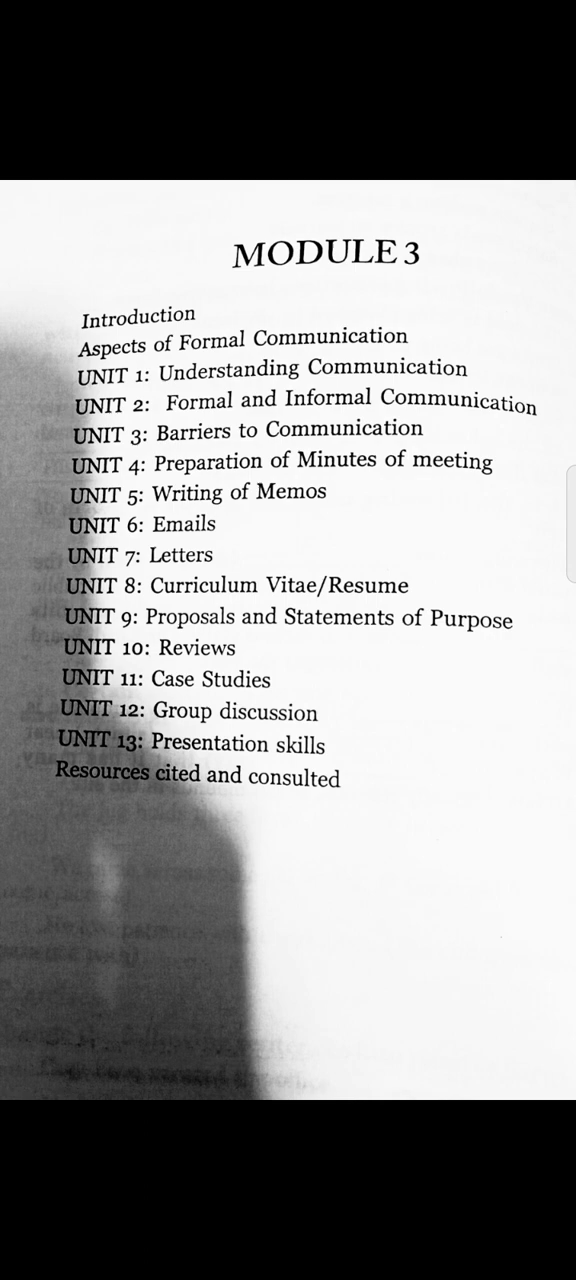 MODULE 3
Introduction
Aspects of Formal Communication
UNIT 1: Understanding Communication
UNIT 2: Formal and Informal Communication
UNIT 3: Barriers to Communication
UNIT 4: Preparation of Minutes of meeting
UNIT 5: Writing of Memos
UNIT 6: Emails
UNIT 7: Letters
UNIT 8: Curriculum Vitae/Resume
UNIT 9: Proposals and Statements of Purpose
UNIT 10: Reviews
UNIT 11: Case Studies
UNIT 12: Group discussion
UNIT 13: Presentation skills
Resources cited and consulted